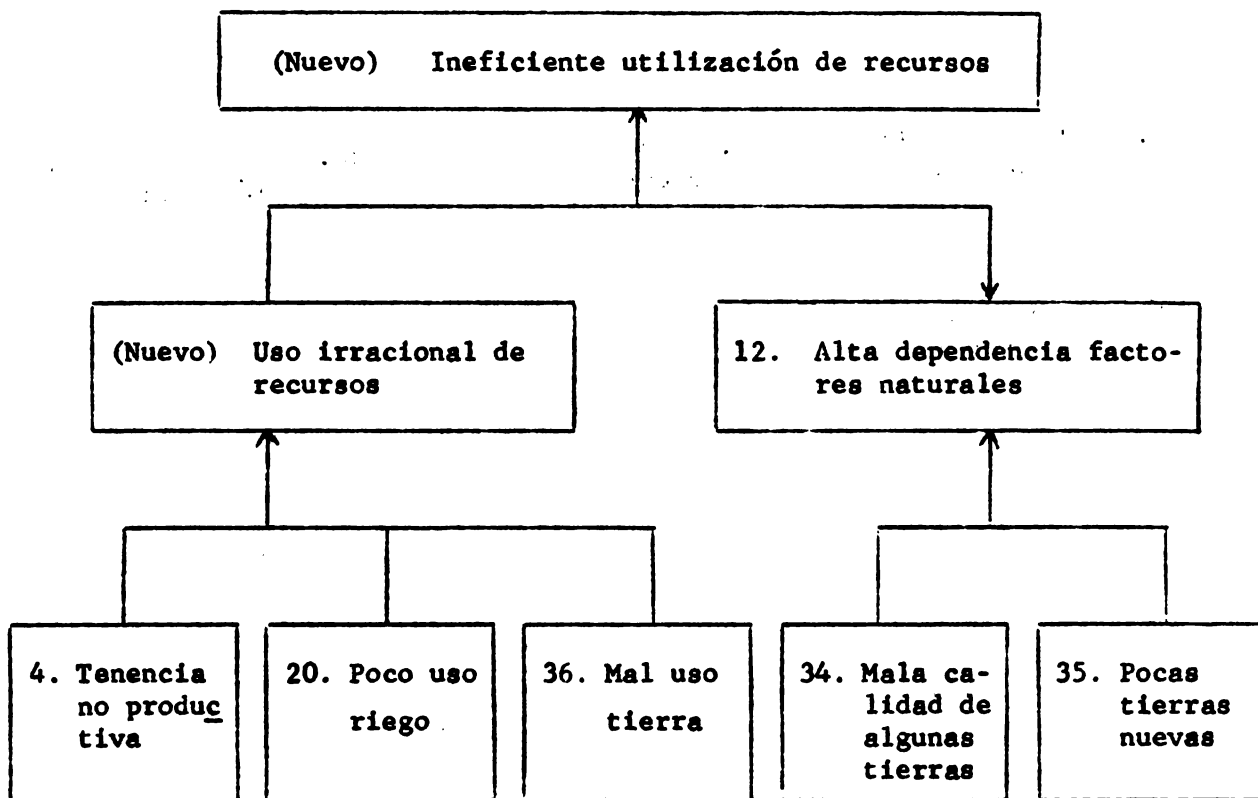 (Nuevo) Ineficiente utilización de recursos
(Nuevo) Uso irracional de
recursos
12. Alta dependencia facto-
res naturales
4. Tenencia
no produc
tiva
20. Poco uso
riego
36. Mal uso
tierra
34. Mala ca-
lidad de
algunas
tierras
35. Pocas
tierras
nuevas